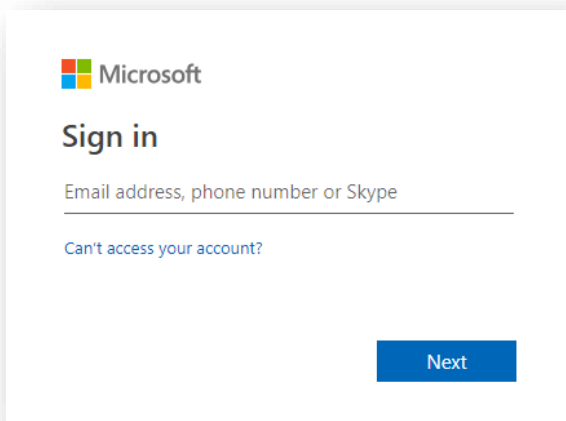 Microsoft
Sign in
Email address, phone number or Skype
Can't access your account?
Next